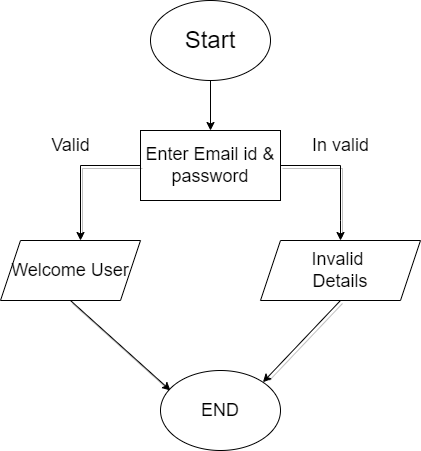 Start
Valid
In valid
Enter Email id &
password
Welcome User
Invalid
Details
END